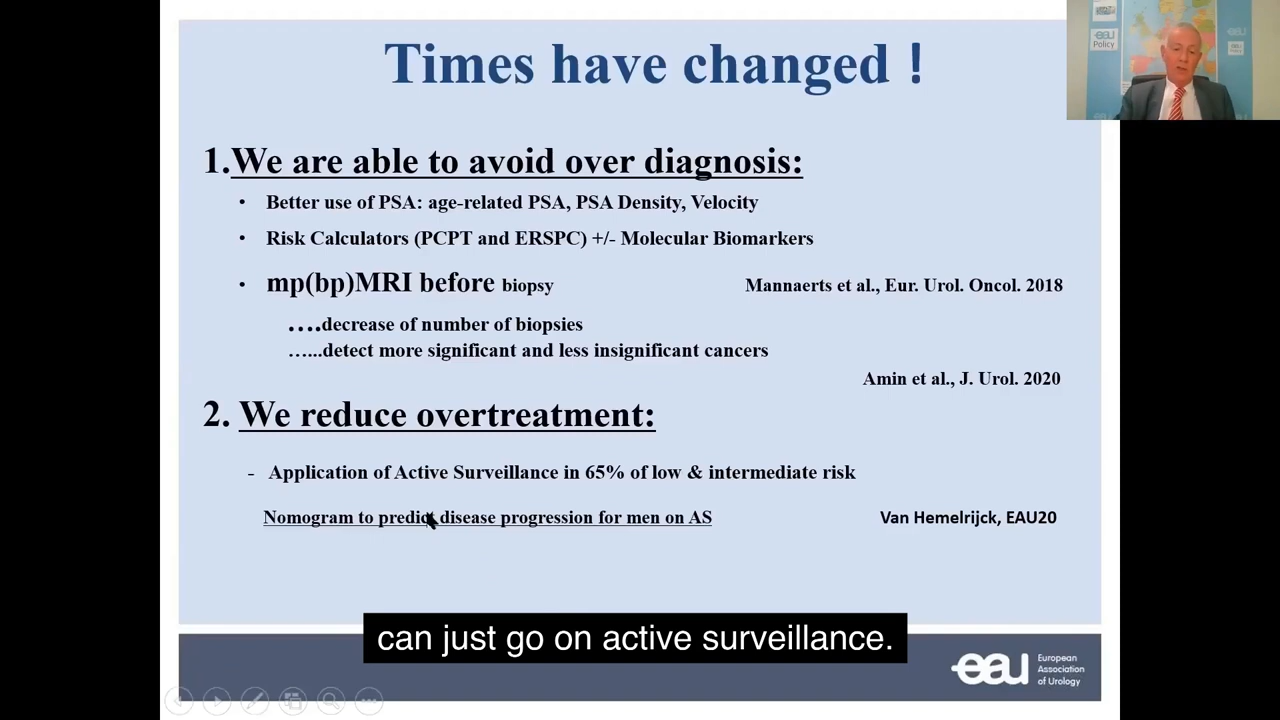 Times have changed !
eau
Policy
eau
1.We are able to avoid over diagnosis:
• Better use of PSA: age-related PSA, PSA Density, Velocity
• Risk Calculators (PCPT and ERSPC) +/- Molecular Biomarkers
• mp(bp)MRI before biopsy Mannaerts et al., Eur. Urol. Oncol. 2018
….decrease of number of biopsies
…...detect more significant and less insignificant cancers
Amin et al., J. Urol. 2020
2. We reduce overtreatment:
- Application of Active Surveillance in 65% of low & intermediate risk
Nomogram to predict disease progression for men on AS Van Hemelrijck, EAU20
can just go on active surveillance.
eau
European
Association
of Urology